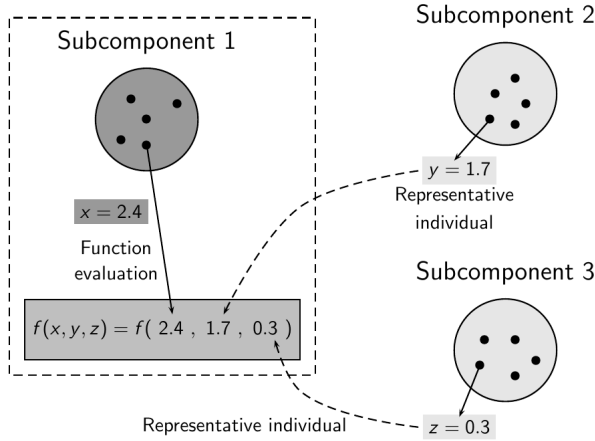 Subcomponent 1
x = 2.4
Function
evaluation
f(x, y, z) = f( 2.4 , 1.7 , 0.3 )
Subcomponent 2
y = 1.7
Representative
individual
Subcomponent 3
z = 0.3
Representative individual